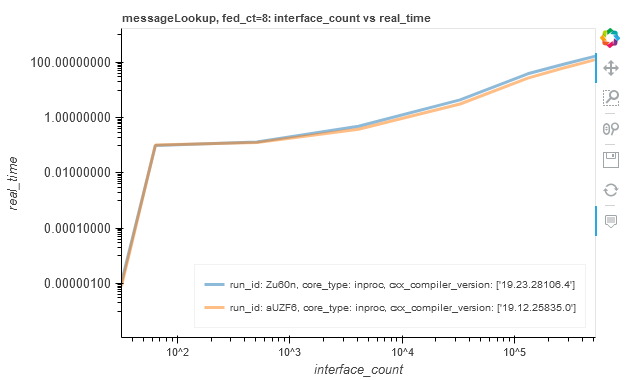 messageLookup, fed_ct=8: interface_count vs real_time
100.00000000
1.00000000
0.01000000
0.00010000
0.00000100
real_time
run_id: Zu60n, core_type: inproc, cxx_compiler_version: ['19.23.28106.4']
run_id: aUZF6, core_type: inproc, cxx_compiler_version: ['19.12.25835.0']
10^2 10^3 10^4 10^5
interface_count